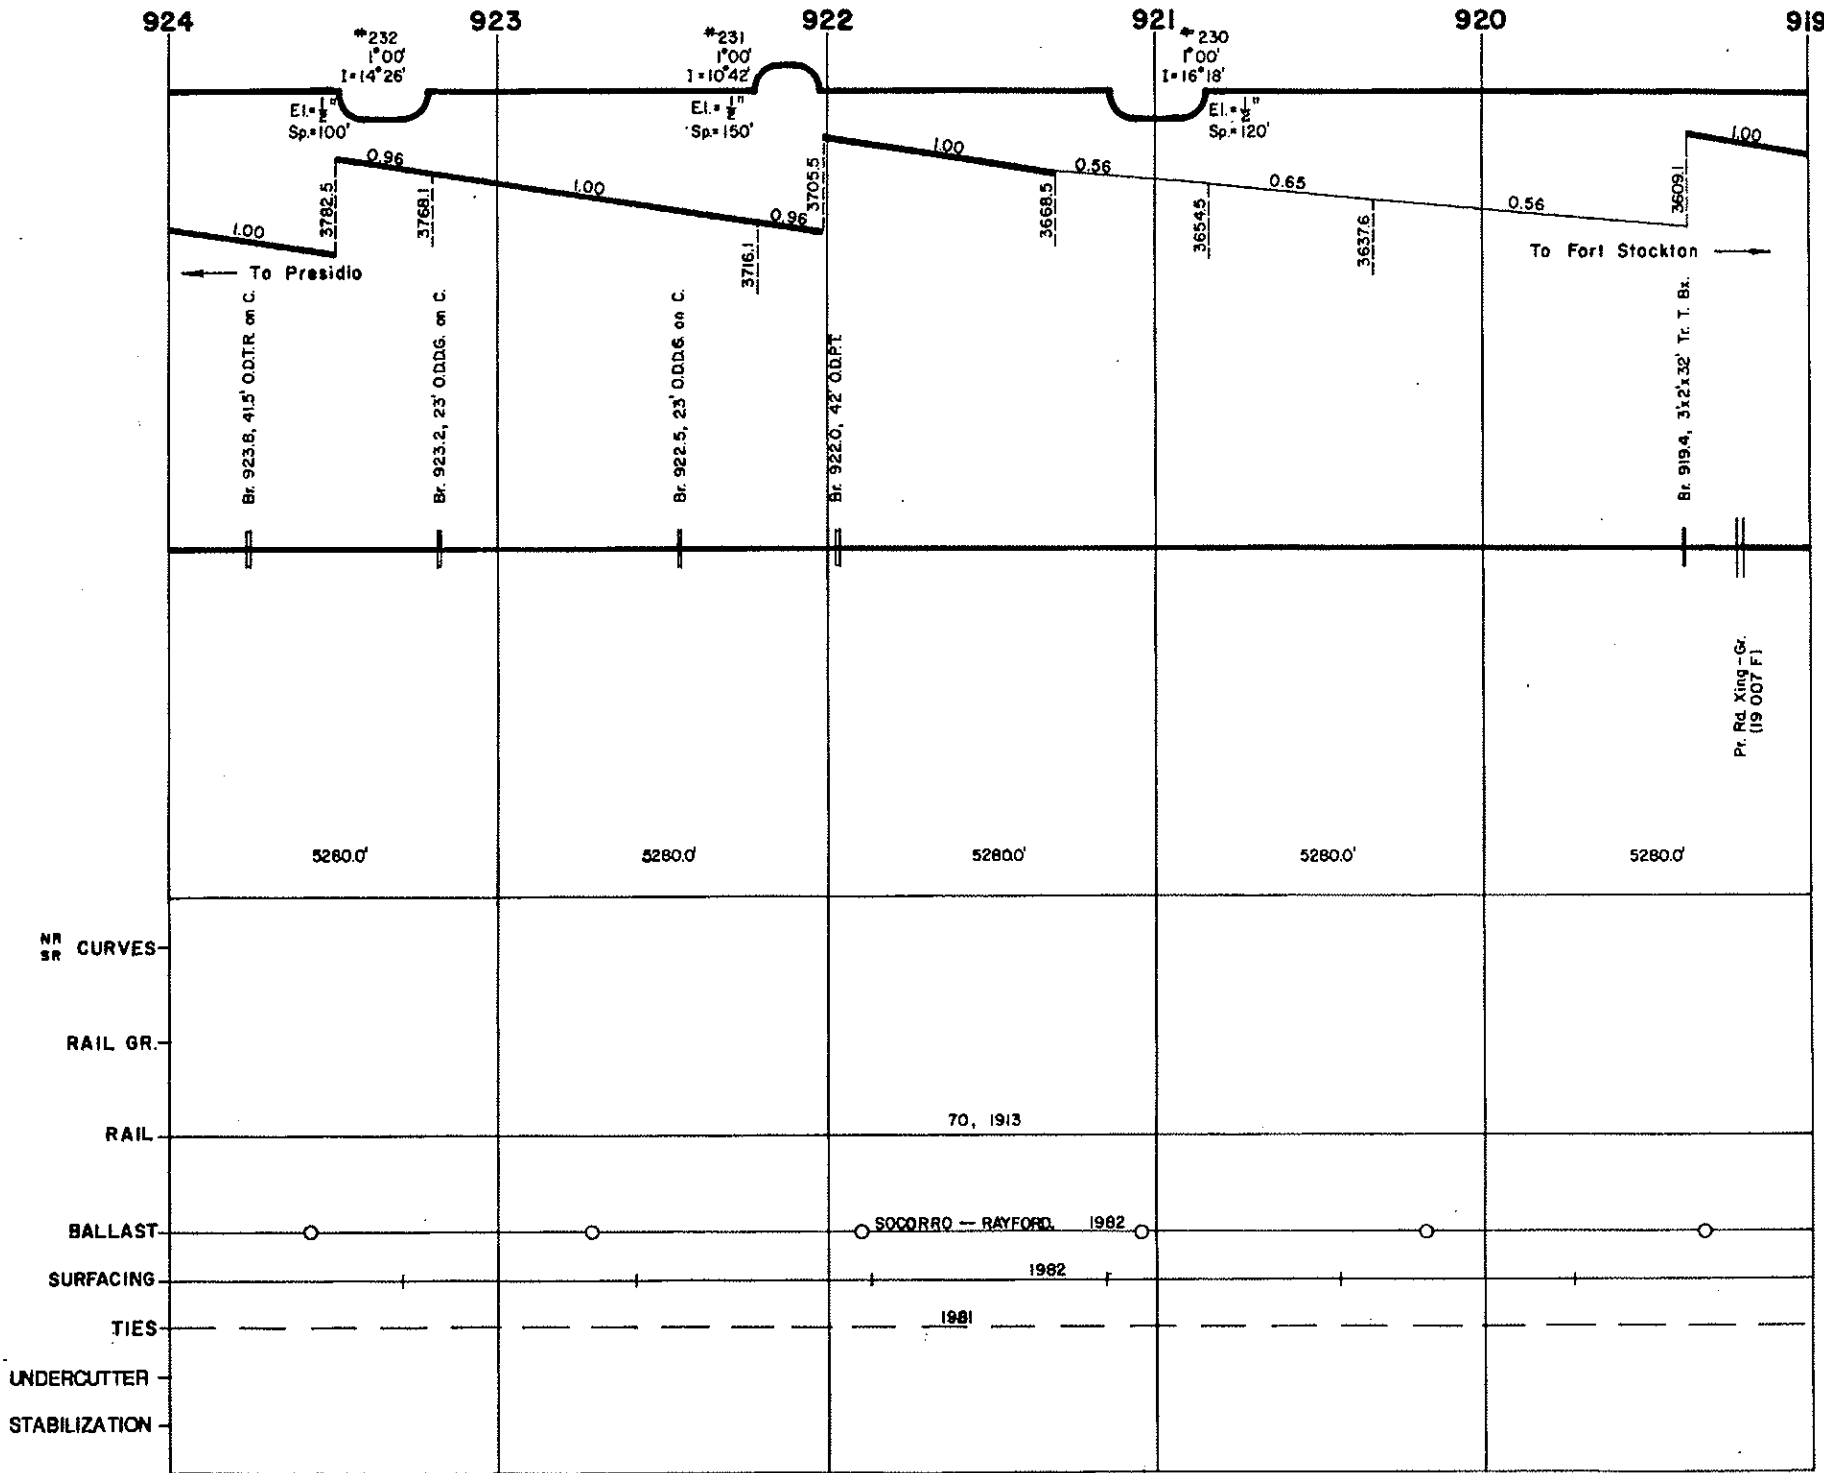 924 923 922 921 920 919
#232
1°00'
I=14°26'
#231
1°00'
I=10°42'
#230
1°00'
I=16°18'
El.=½"
Sp.=100'
El.=½"
Sp.=150'
El.=½"
Sp.=120'
1.00
3782.5
0.96
3768.1
1.00
3716.1
0.96
3705.5
1.00
3668.5
0.56
3654.5
0.65
3637.6
0.56
3609.1
1.00
To Presidio
To Fort Stockton
Br. 923.8, 41.5' O.D.T.R. on C.
Br. 923.2, 23' O.D.D.G. on C.
Br. 922.5, 23' O.D.D.G. on C.
Br. 922.0, 42' O.D.P.T.
Br. 919.4, 3'x2'x32' Tr. T. Bx.
Pr. Rd. Xing-Gr.
(19 007 F)
5280.0' 5280.0' 5280.0' 5280.0' 5280.0'
NR
SR CURVES
RAIL GR.
RAIL 70, 1913
BALLAST SOCORRO — RAYFORD. 1982
SURFACING 1982
TIES 1981
UNDERCUTTER
STABILIZATION